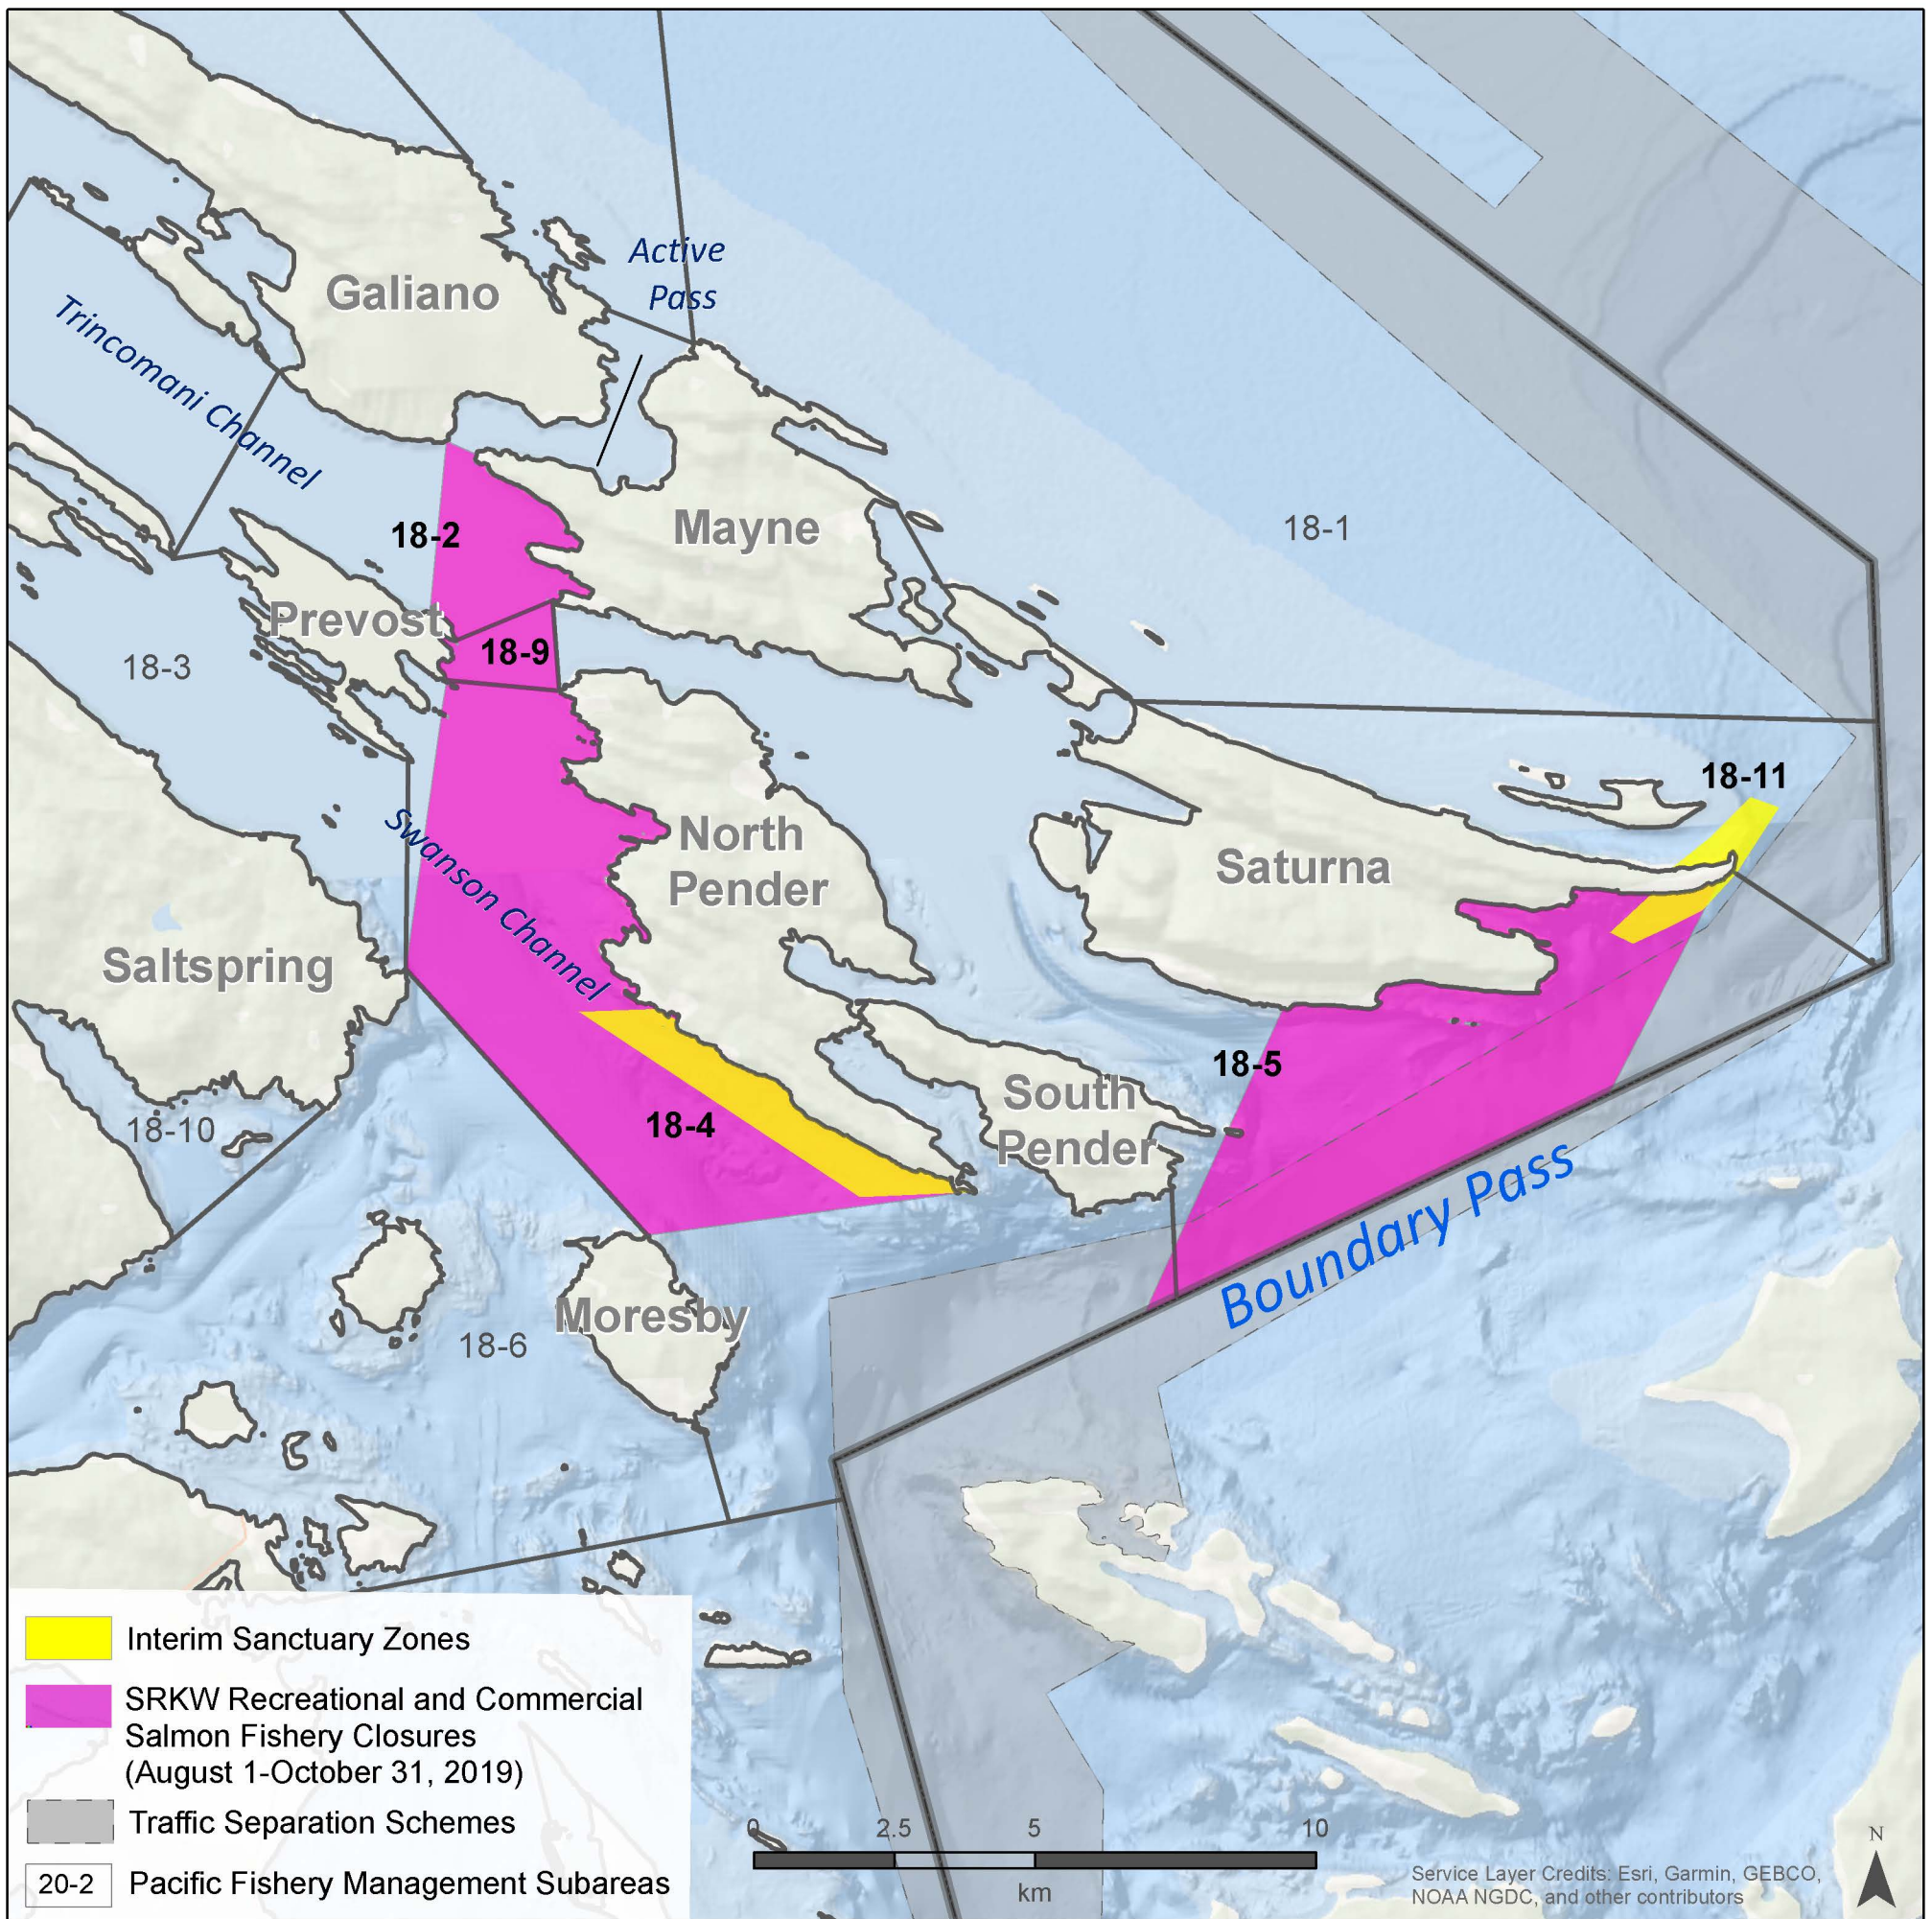 Active
Pass
Galiano
Trincomani Channel
18-2
Mayne
18-1
Prevost
18-9
18-3
18-11
Swanson Channel
North
Pender
Saturna
Saltspring
18-5
South
Pender
18-4
18-10
Boundary Pass
Moresby
18-6
Interim Sanctuary Zones
SRKW Recreational and Commercial
Salmon Fishery Closures
(August 1-October 31, 2019)
Traffic Separation Schemes
20-2 Pacific Fishery Management Subareas
0 2.5 5 10
km
N
Service Layer Credits: Esri, Garmin, GEBCO,
NOAA NGDC, and other contributors